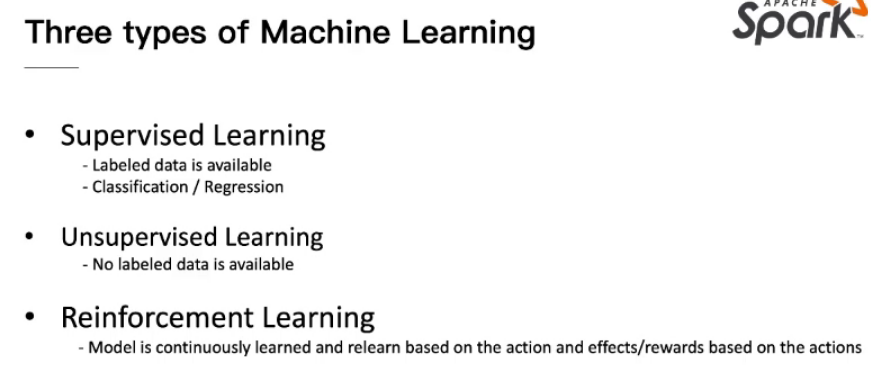 APACHE
Spark™
Three types of Machine Learning
• Supervised Learning
- Labeled data is available
- Classification / Regression
• Unsupervised Learning
- No labeled data is available
• Reinforcement Learning
- Model is continuously learned and relearn based on the action and effects/rewards based on the actions